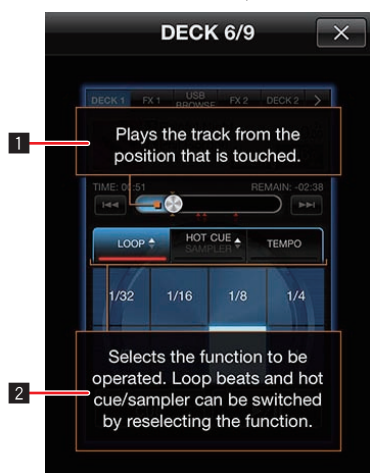 DECK 6/9
DECK 1 FX 1 USB BROWSE FX 2 DECK 2
1
Plays the track from the
position that is touched.
TIME: 00:51 REMAIN: -02:38
LOOP HOT CUE SAMPLER TEMPO
1/32 1/16 1/8 1/4
2
Selects the function to be
operated. Loop beats and hot
cue/sampler can be switched
by reselecting the function.